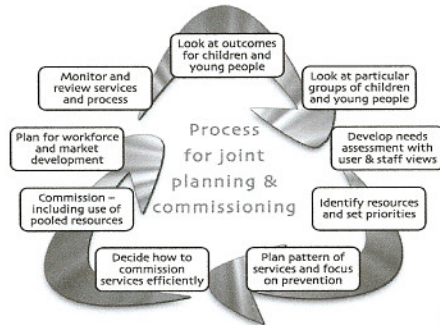 Look at outcomes
for children and
young people
Look at particular
groups of children
and young people
Develop needs
assessment with
user & staff views
Identify resources
and set priorities
Plan pattern of
services and focus
on prevention
Decide how to
commission
services efficiently
Commission –
including use of
pooled resources
Plan for workforce
and market
development
Monitor and
review services
and process
Process
for joint
planning &
commissioning